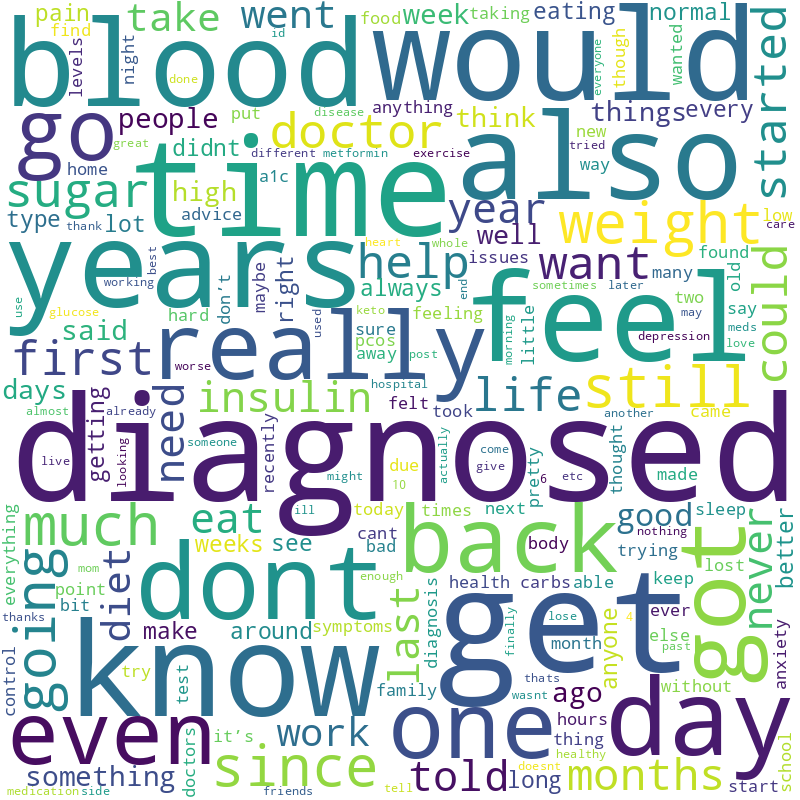 pain
find
take
went
id
food
taking
week
eating
normal
levels
night
done
blood
would
everyone
though
wanted
started
go
people
put
disease
anything
things
every
great
home
didnt
doctor
think
new
tried
different
metformin
exercise
way
sugar
high
a1c
time
also
low
care
type
thank
lot
advice
year
well
weight
years
heart
whole
issues
want
many
found
old
working
best
help
use
don't
maybe
right
always
end
sometimes
later
two
say
could
glucose
hard
used
keto
feeling
feel
may
meds
said
sure
pcos
morning
little
depression
love
first
really
away
post
worse
days
need
insulin
hospital
life
still
almost
already
someone
felt
took
another
came
getting
diagnosed
live
looking
recently
might
due
actually
come
give
6
etc
pretty
thought
made
10
everything
much
eat
ill
today
times
next
back
good
sleep
nothing
got
never
better
weeks
see
cant
bad
body
trying
lost
mom
dont
enough
point
bit
diet
health
carbs
able
keep
thanks
going
make
around
symptoms
last
diagnosis
get
finally
lose
4
ever
month
anyone
else
past
anxiety
control
know
try
test
family
thats
wasnt
without
ago
day
even
doctors
it's
work
one
hours
thing
healthy
school
something
since
told
long
doesnt
months
start
medication
side
friends
tell